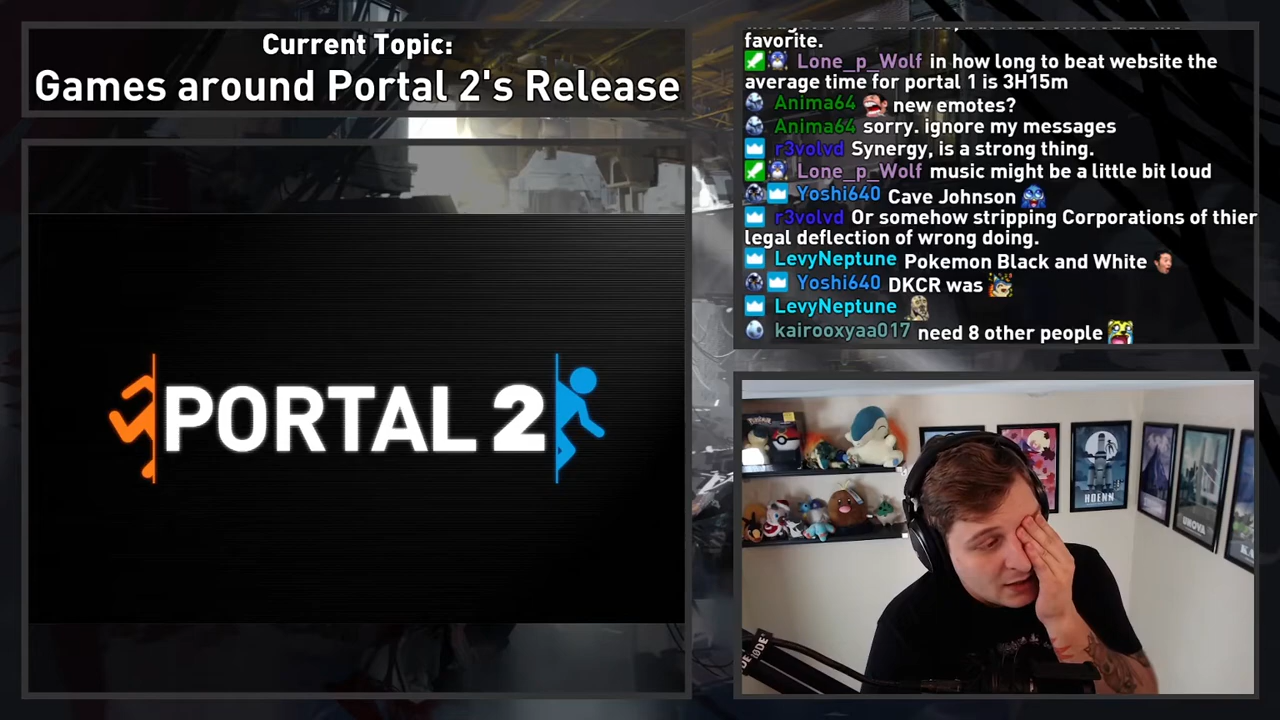 Current Topic:
Games around Portal 2's Release
PORTAL 2
favorite.
Lone_p_Wolf in how long to beat website the
average time for portal 1 is 3H15m
Anima64 new emotes?
Anima64 sorry. ignore my messages
r3volvd Synergy, is a strong thing.
Lone_p_Wolf music might be a little bit loud
Yoshi640 Cave Johnson
r3volvd Or somehow stripping Corporations of thier
legal deflection of wrong doing.
LevyNeptune Pokemon Black and White
Yoshi640 DKCR was
LevyNeptune
kairooxyaa017 need 8 other people
HOENN
UNOVA